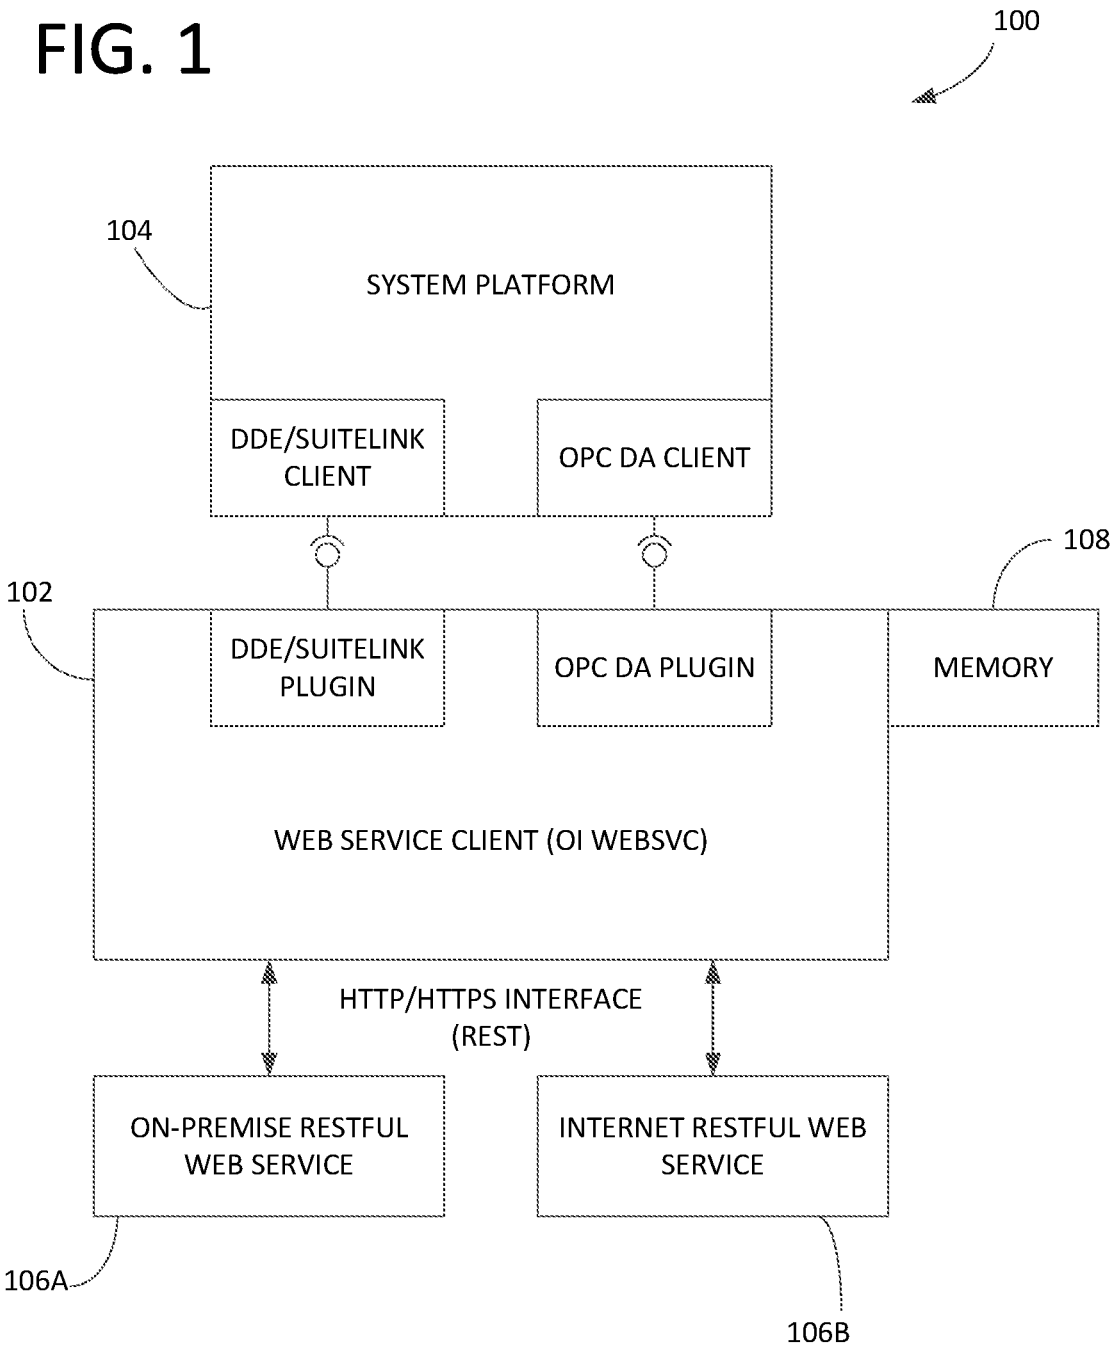 FIG. 1
100
104
SYSTEM PLATFORM
DDE/SUITELINK
CLIENT
OPC DA CLIENT
108
102
DDE/SUITELINK
PLUGIN
OPC DA PLUGIN
MEMORY
WEB SERVICE CLIENT (OI WEBSVC)
HTTP/HTTPS INTERFACE
(REST)
ON-PREMISE RESTFUL
WEB SERVICE
INTERNET RESTFUL WEB
SERVICE
106A
106B